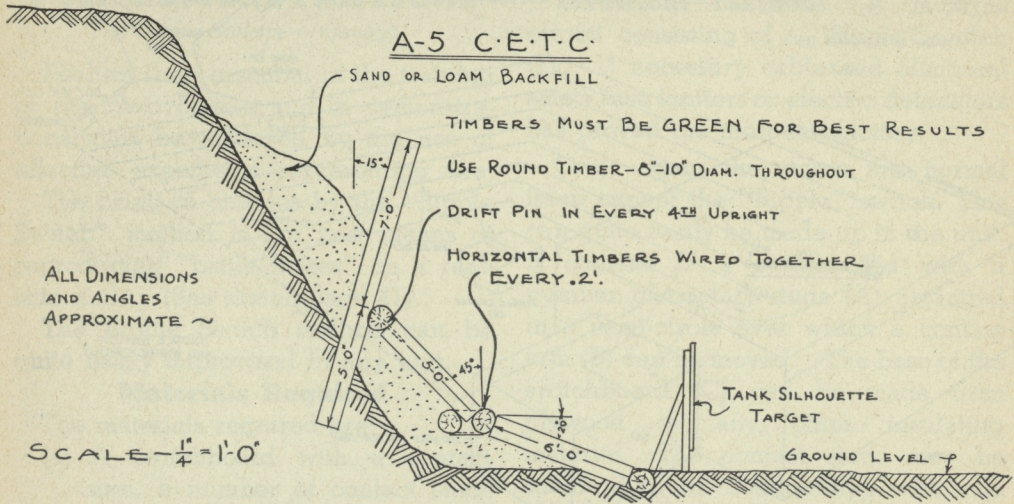 A-5 C·E·T·C·
SAND OR LOAM BACKFILL
TIMBERS MUST BE GREEN FOR BEST RESULTS
USE ROUND TIMBER-8"-10" DIAM. THROUGHOUT
DRIFT PIN IN EVERY 4TH UPRIGHT
HORIZONTAL TIMBERS WIRED TOGETHER
EVERY .2'.
15°
7'-0"
5'-0"
5'-0"
45°
20°
6'-0"
ALL DIMENSIONS
AND ANGLES
APPROXIMATE ~
TANK SILHOUETTE
TARGET
GROUND LEVEL
SCALE-1/4"=1'-0"